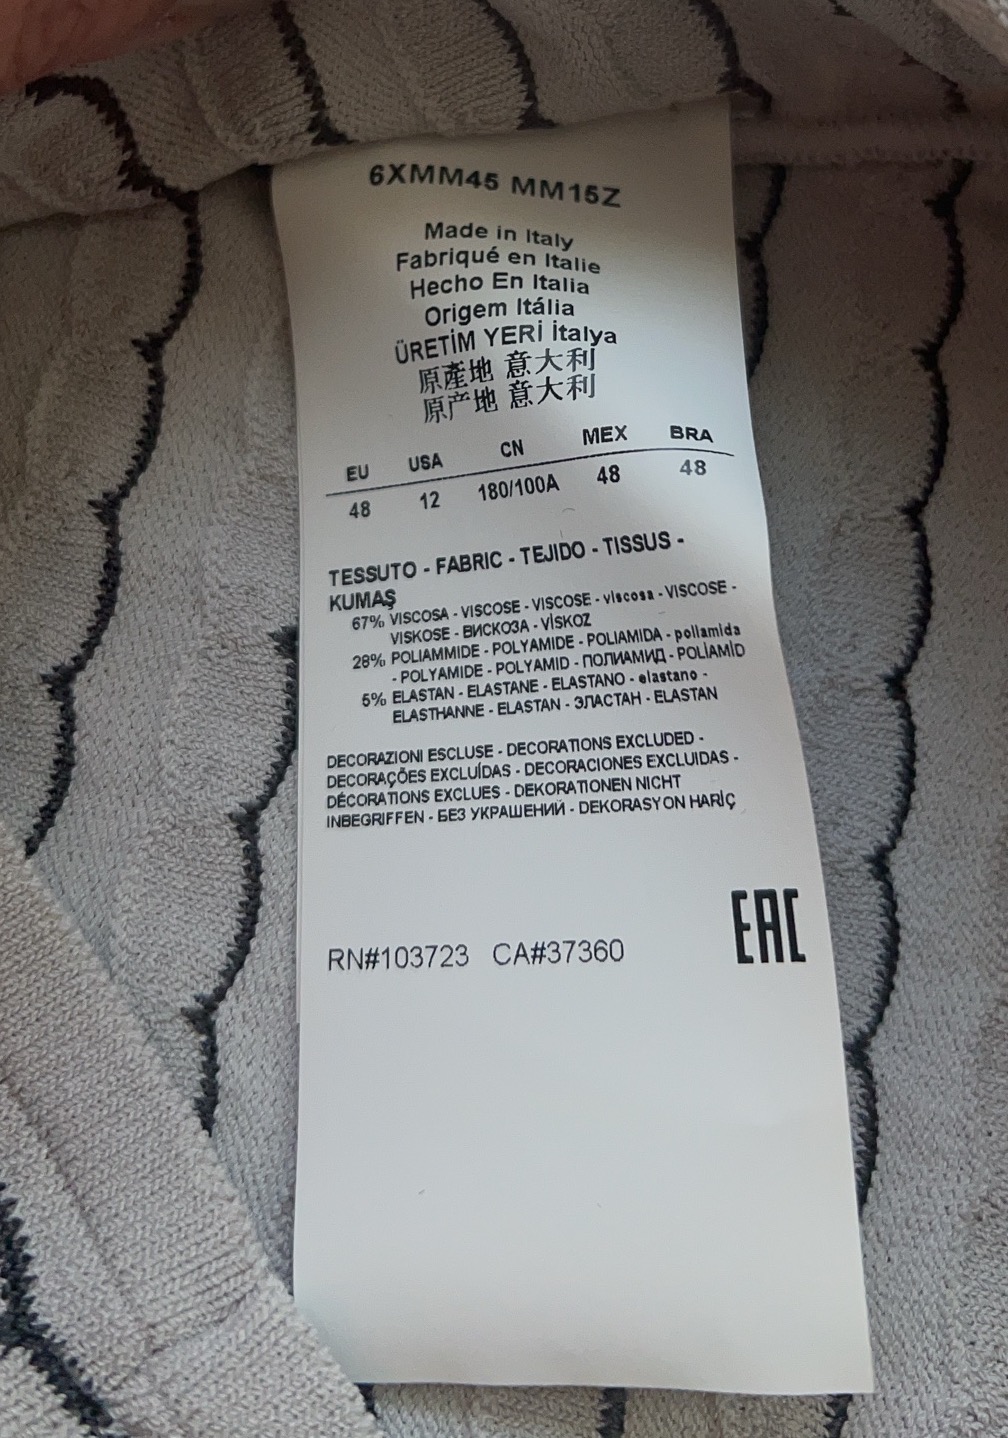 6XMM45 MM15Z
Made in Italy
Fabriqué en Italie
Hecho En Italia
Origem Itália
ÜRETİM YERİ İtalya
原產地 意大利
原产地 意大利
EU USA CN MEX BRA
48 12 180/100A 48 48
TESSUTO - FABRIC - TEJIDO - TISSUS -
KUMAŞ
67% VISCOSA - VISCOSE - VISCOSE - viscosa - VISCOSE -
VISKOSE - ВИСКОЗА - VİSKOZ
28% POLIAMMIDE - POLYAMIDE - POLIAMIDA - poliamida
- POLYAMIDE - POLYAMID - ПОЛИАМИД - POLİAMİD
5% ELASTAN - ELASTANE - ELASTANO - elastano -
ELASTHANNE - ELASTAN - ЭЛАСТАН - ELASTAN
DECORAZIONI ESCLUSE - DECORATIONS EXCLUDED -
DECORAÇÕES EXCLUÍDAS - DECORACIONES EXCLUIDAS -
DÉCORATIONS EXCLUES - DEKORATIONEN NICHT
INBEGRIFFEN - БЕЗ УКРАШЕНИЙ - DEKORASYON HARİÇ
EAC
RN#103723 CA#37360